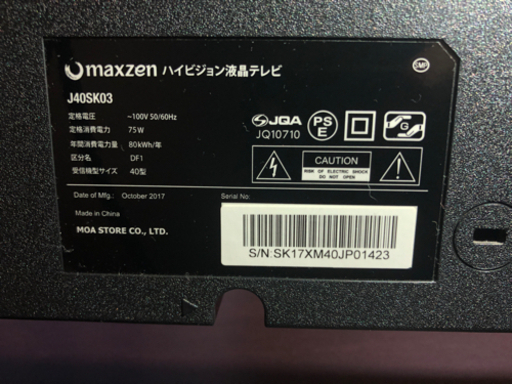 maxzen ハイビジョン液晶テレビ
SMF
J40SK03
定格電圧 ~100V 50/60Hz
定格消費電力 75W
年間消費電力量 80kWh/年
区分名 DF1
受信機型サイズ 40型
JQA
JQ10710
PS
E
CAUTION
RISK OF ELECTRIC SHOCK
DO NOT OPEN
Date of Mfg.: October 2017
Serial No.:
Made in China
MOA STORE CO., LTD.
S/N:SK17XM40JP01423